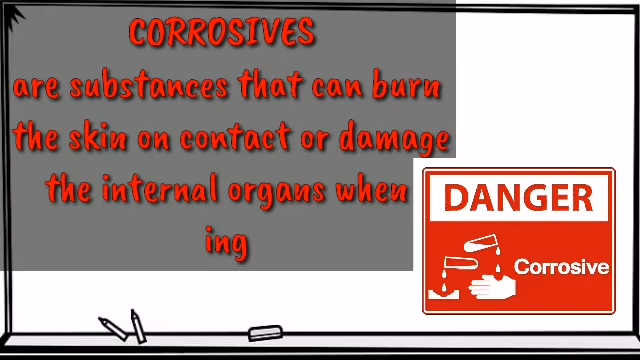 CORROSIVES
are substances that can burn
the skin on contact or damage
the internal organs when
ing
DANGER
Corrosive